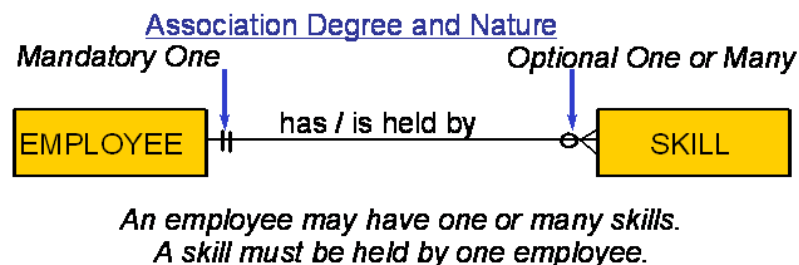 Association Degree and Nature
Mandatory One
Optional One or Many
EMPLOYEE
has / is held by
SKILL
An employee may have one or many skills.
A skill must be held by one employee.